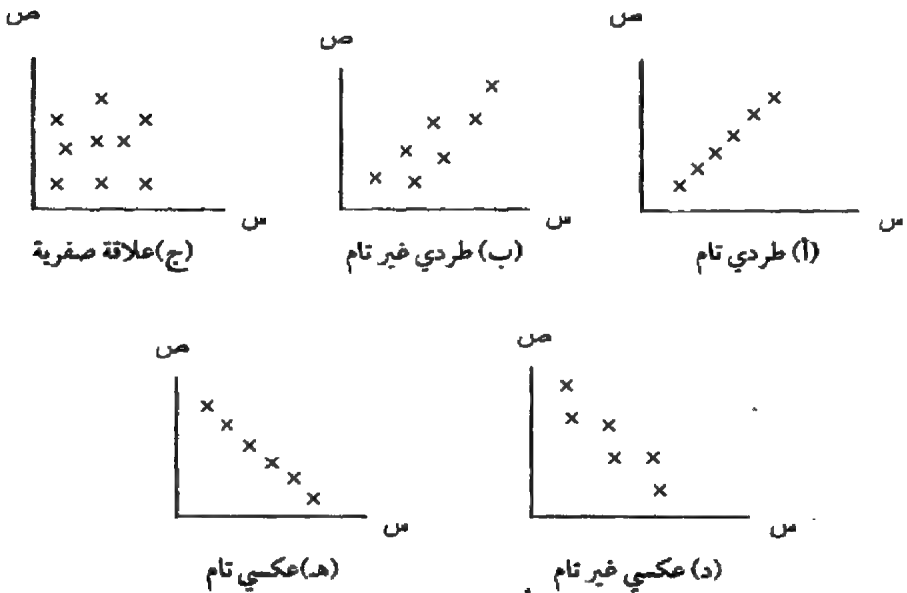 ص
ص
ص
س
س
س
(أ) طردي تام
(ب) طردي غير تام
(ج) علاقة صفرية
ص
ص
س
س
(د) عكسي غير تام
(هـ) عكسي تام